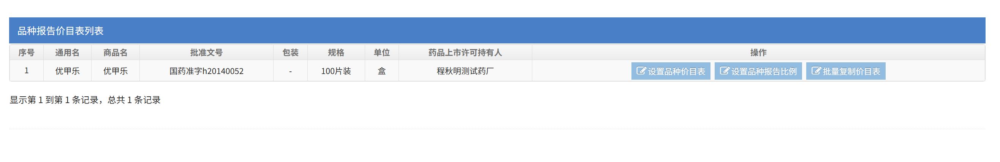 品种报告价目表列表
序号 通用名 商品名 批准文号 包装 规格 单位 药品上市许可持有人 操作
1 优甲乐 优甲乐 国药准字h20140052 - 100片装 盒 程秋明测试药厂 设置品种价目表 设置品种报告比例 批量复制价目表
显示第 1 到第 1 条记录，总共 1 条记录